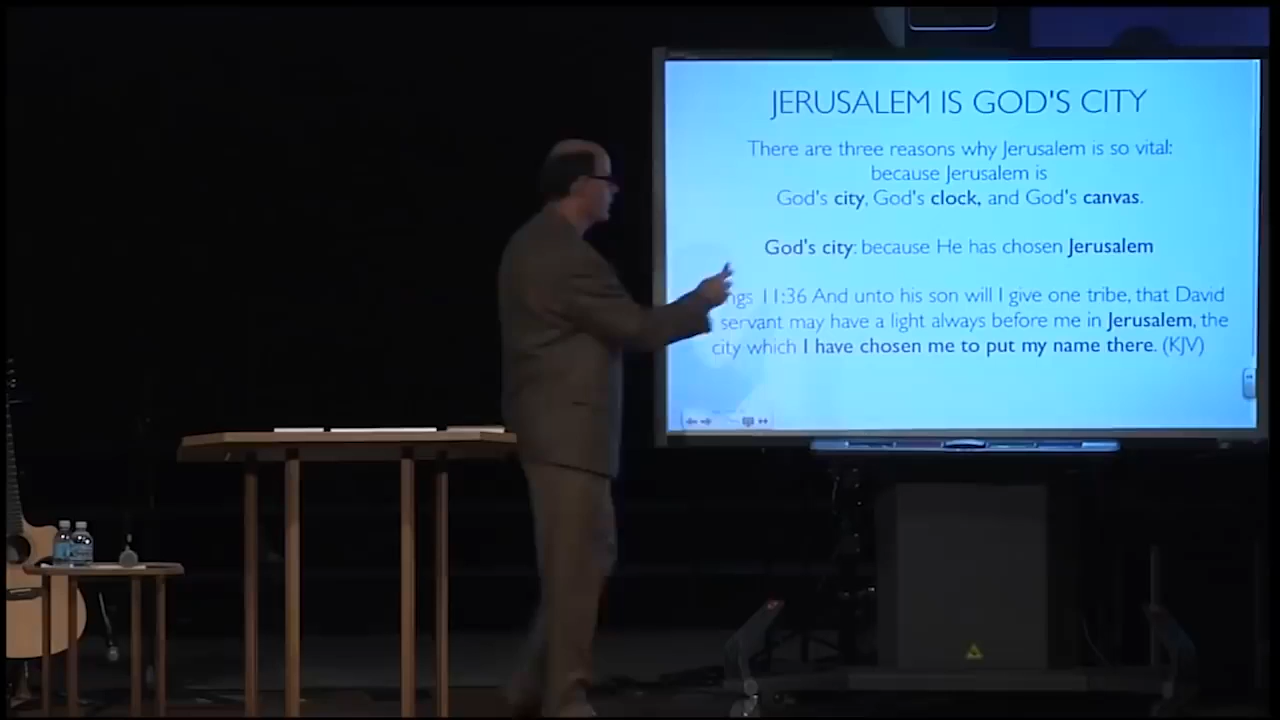 JERUSALEM IS GOD'S CITY
There are three reasons why Jerusalem is so vital:
because Jerusalem is
God's city, God's clock, and God's canvas.
God's city: because He has chosen Jerusalem
11:36 And unto his son will I give one tribe, that David
servant may have a light always before me in Jerusalem, the
city which I have chosen me to put my name there. (KJV)